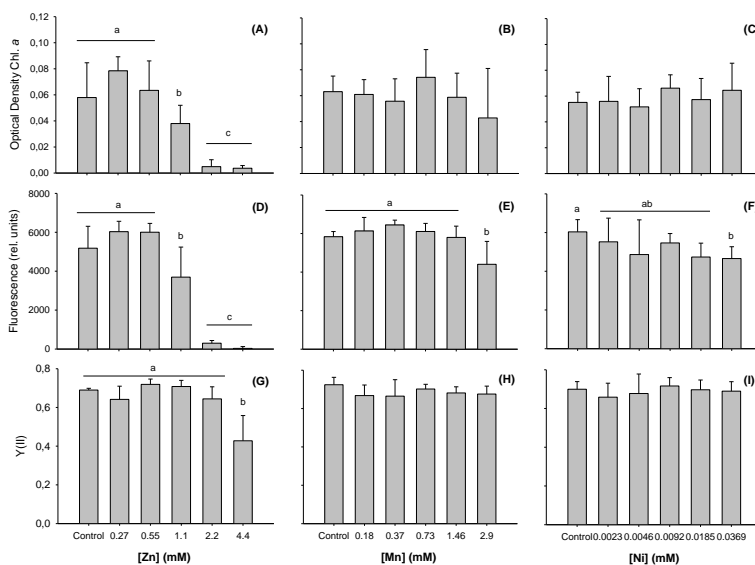 0,12
0,10
0,08
0,06
0,04
0,02
0,00
Optical Density Chl. a
a
b
c
(A)
(B)
(C)
8000
6000
4000
2000
0
Fluorescence (rel. units)
a
b
c
(D)
a
b
(E)
a
ab
b
(F)
0,8
0,6
0,4
0,2
0,0
Y(II)
a
b
(G)
(H)
(I)
Control 0.27 0.55 1.1 2.2 4.4
[Zn] (mM)
Control 0.18 0.37 0.73 1.46 2.9
[Mn] (mM)
Control 0.0023 0.0046 0.0092 0.0185 0.0369
[Ni] (mM)